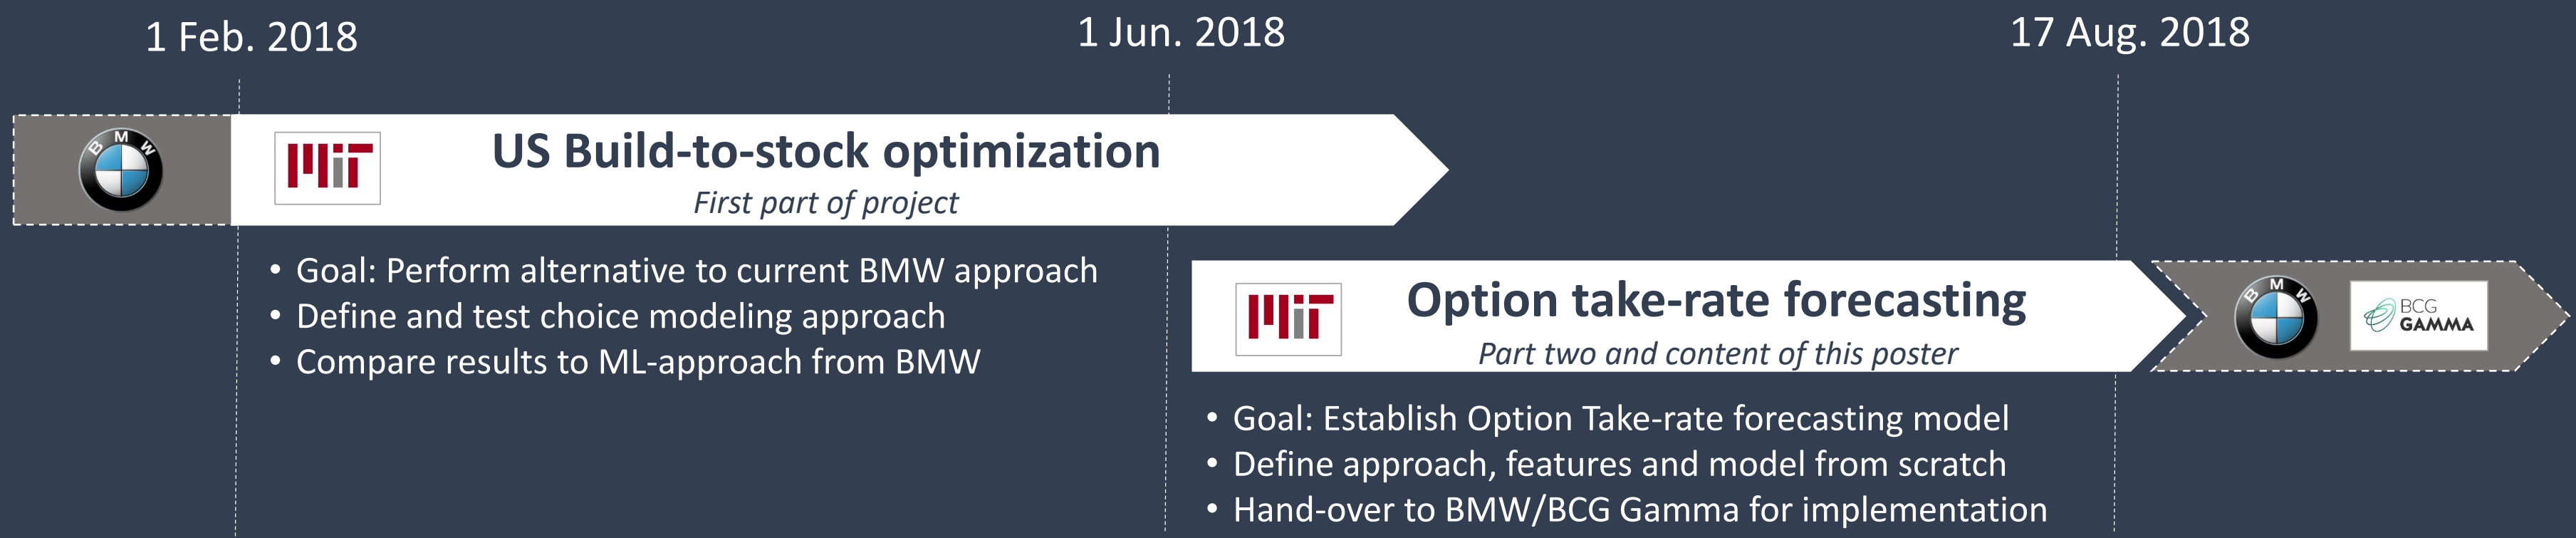 1 Feb. 2018
1 Jun. 2018
17 Aug. 2018
BMW
MIT
US Build-to-stock optimization
First part of project
• Goal: Perform alternative to current BMW approach
• Define and test choice modeling approach
• Compare results to ML-approach from BMW
MIT
Option take-rate forecasting
Part two and content of this poster
BMW
BCG
GAMMA
• Goal: Establish Option Take-rate forecasting model
• Define approach, features and model from scratch
• Hand-over to BMW/BCG Gamma for implementation